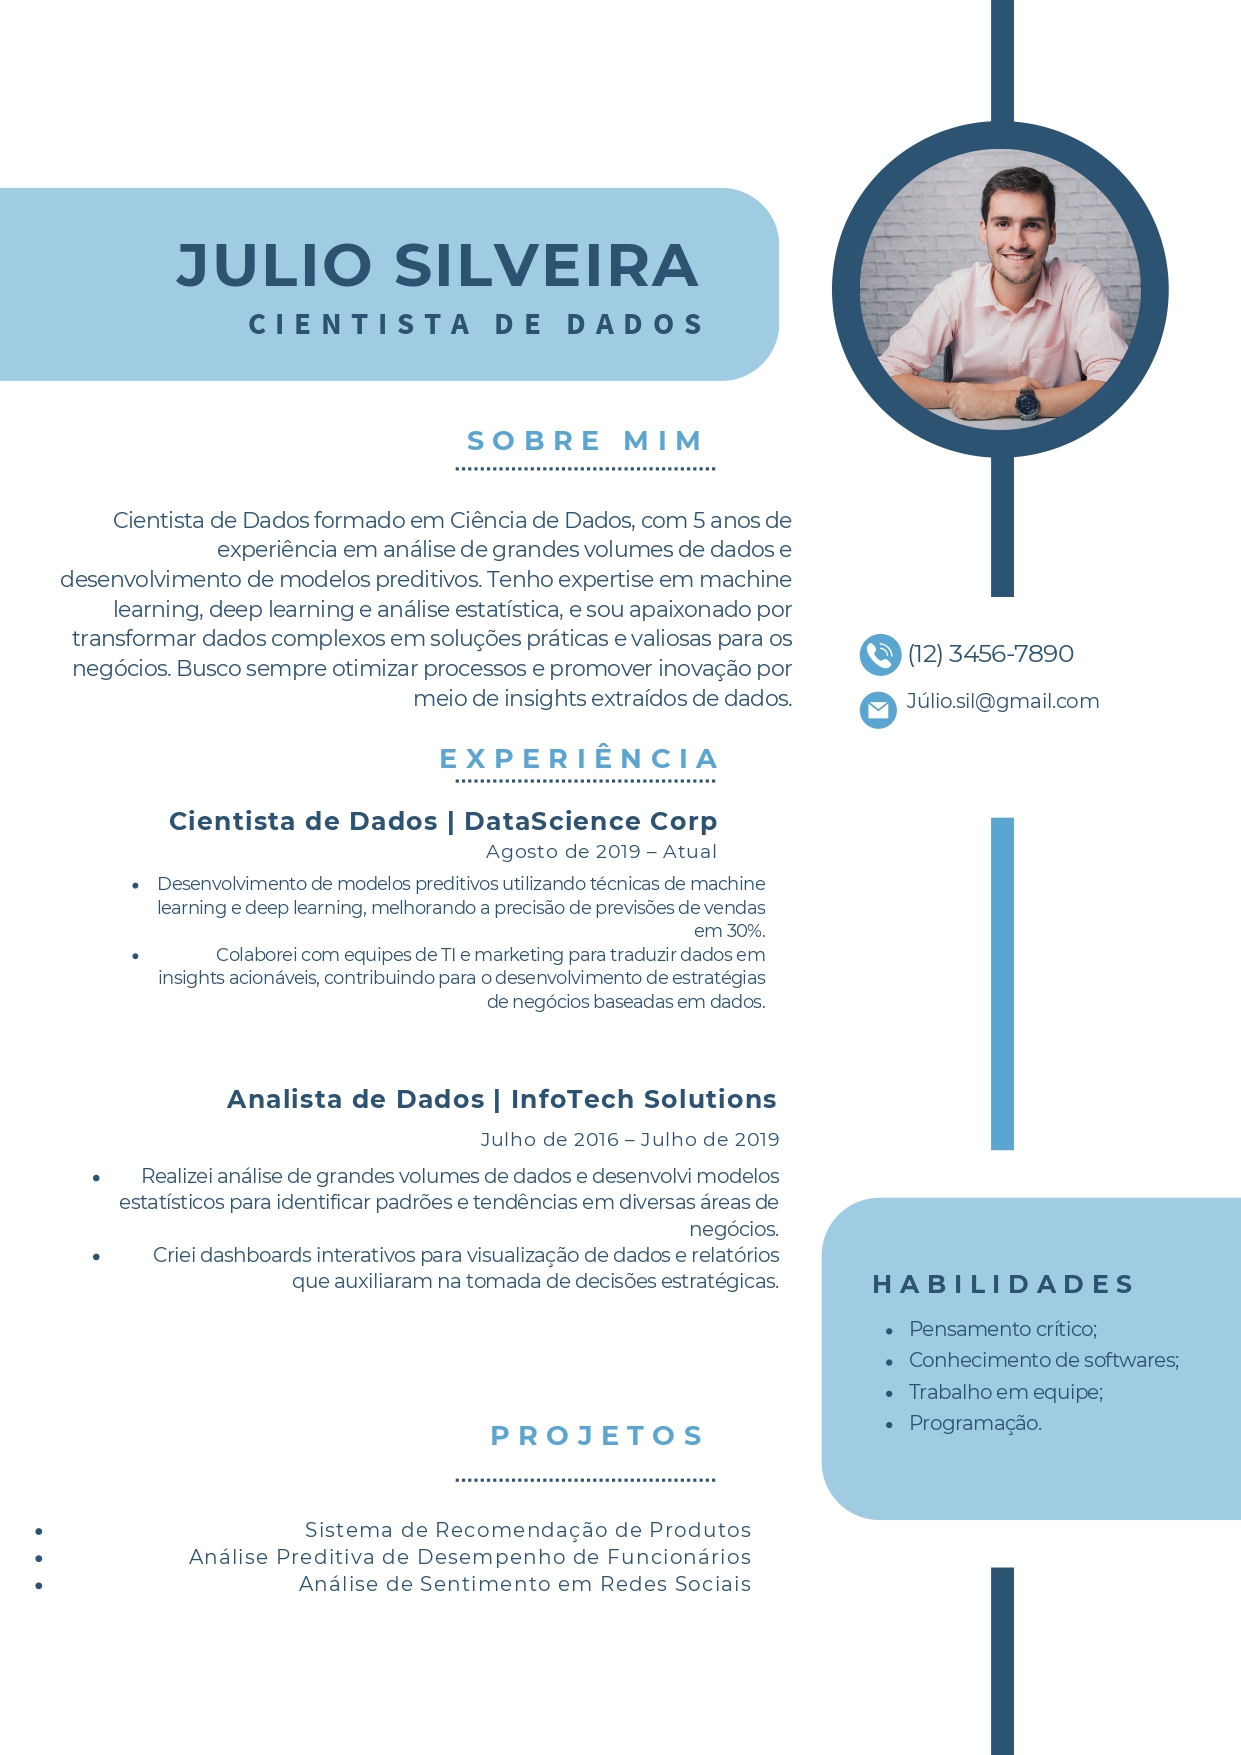 JULIO SILVEIRA
CIENTISTA DE DADOS
SOBRE MIM
Cientista de Dados formado em Ciência de Dados, com 5 anos de
experiência em análise de grandes volumes de dados e
desenvolvimento de modelos preditivos. Tenho expertise em machine
learning, deep learning e análise estatística, e sou apaixonado por
transformar dados complexos em soluções práticas e valiosas para os
negócios. Busco sempre otimizar processos e promover inovação por
meio de insights extraídos de dados.
(12) 3456-7890
Júlio.sil@gmail.com
EXPERIÊNCIA
Cientista de Dados | DataScience Corp
Agosto de 2019 – Atual
• Desenvolvimento de modelos preditivos utilizando técnicas de machine
learning e deep learning, melhorando a precisão de previsões de vendas
em 30%.
• Colaborei com equipes de TI e marketing para traduzir dados em
insights acionáveis, contribuindo para o desenvolvimento de estratégias
de negócios baseadas em dados.
Analista de Dados | InfoTech Solutions
Julho de 2016 – Julho de 2019
• Realizei análise de grandes volumes de dados e desenvolvi modelos
estatísticos para identificar padrões e tendências em diversas áreas de
negócios.
• Criei dashboards interativos para visualização de dados e relatórios
que auxiliaram na tomada de decisões estratégicas.
HABILIDADES
• Pensamento crítico;
• Conhecimento de softwares;
• Trabalho em equipe;
• Programação.
PROJETOS
• Sistema de Recomendação de Produtos
• Análise Preditiva de Desempenho de Funcionários
• Análise de Sentimento em Redes Sociais